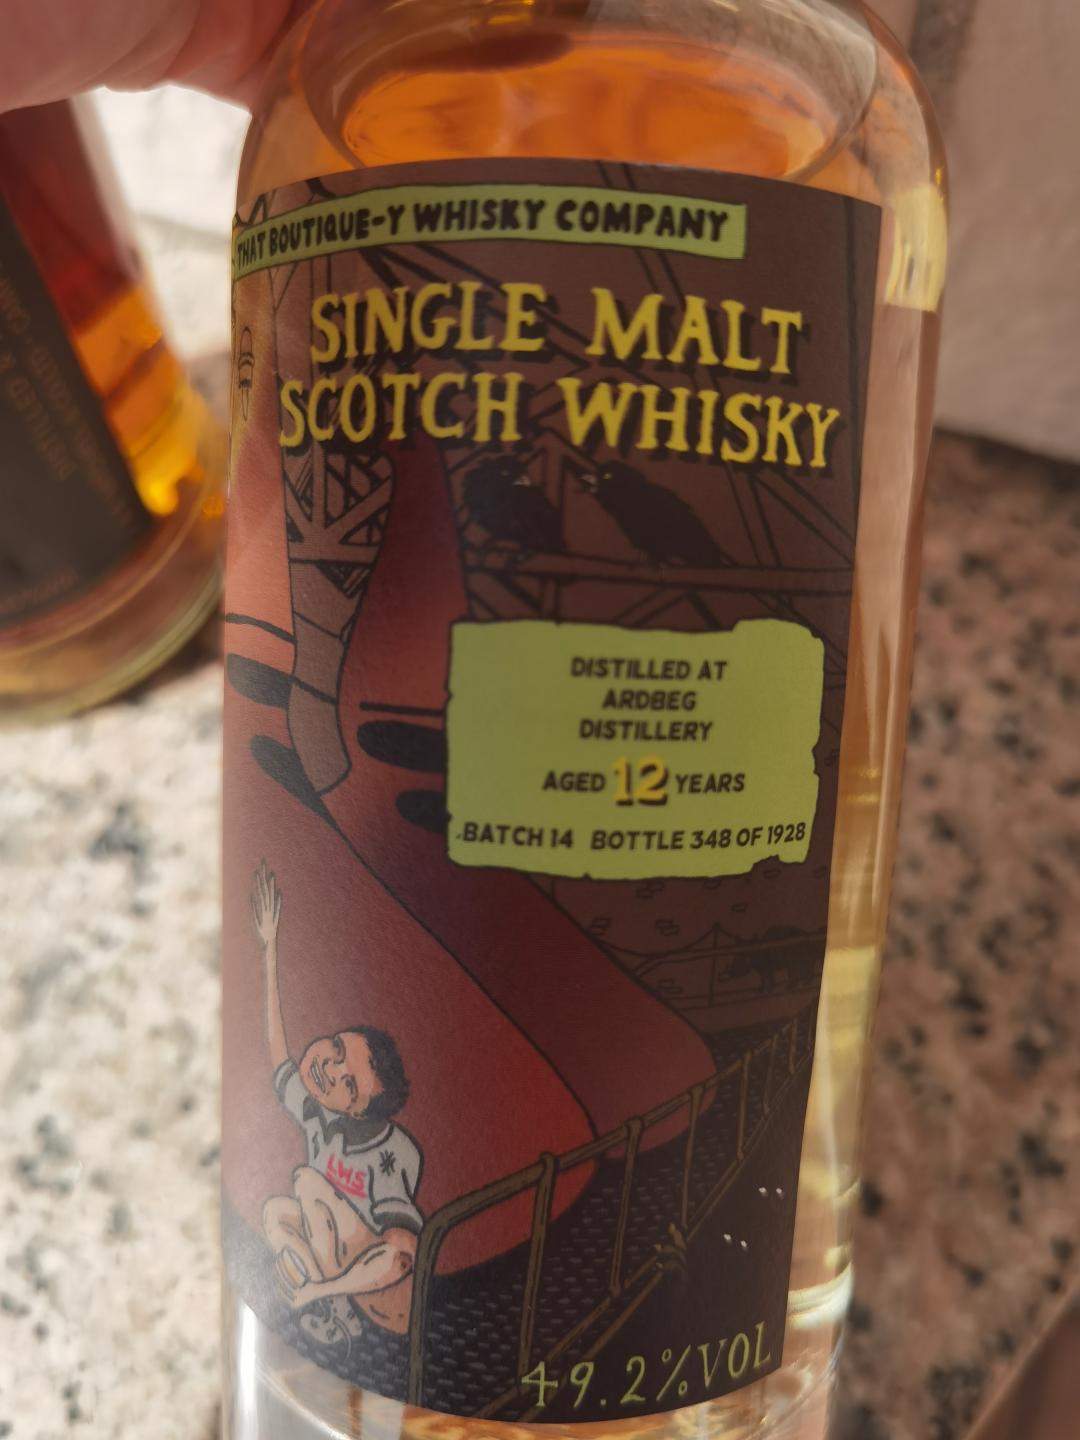 THAT BOUTIQUE-Y WHISKY COMPANY
SINGLE MALT
SCOTCH WHISKY
DISTILLED AT
ARDBEG
DISTILLERY
AGED 12 YEARS
BATCH 14 BOTTLE 348 OF 1928
LWS
49.2%VOL
DISTILLED &